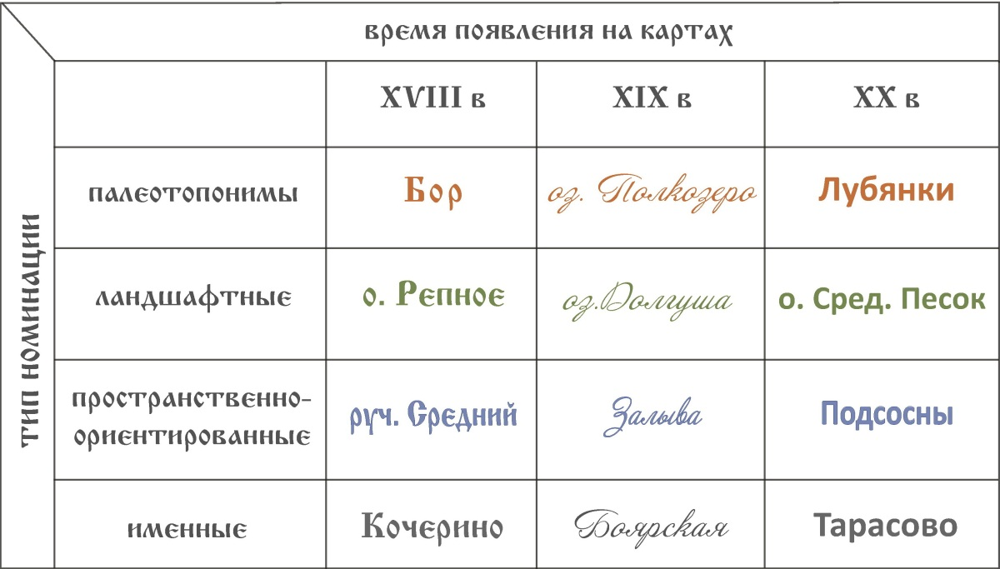 время появления на картах
тип номинации
XVIII в
XIX в
XX в
палеотопонимы
Бор
оз. Полкозеро
Лубянки
ландшафтные
о. Репное
оз.Долгуша
о. Сред. Песок
пространственно-
ориентированные
руч. Средний
Залыва
Подсосны
именные
Кочерино
Боярская
Тарасово